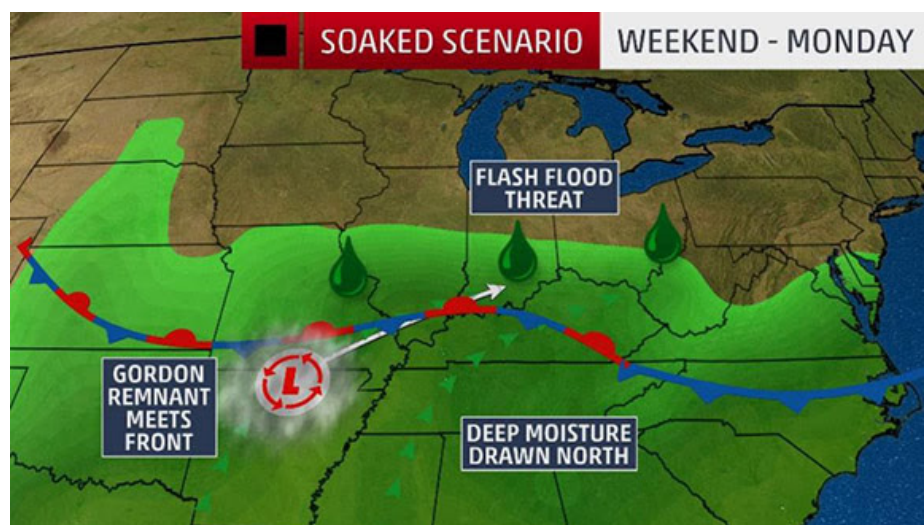 SOAKED SCENARIO
WEEKEND - MONDAY
FLASH FLOOD
THREAT
GORDON
REMNANT
MEETS
FRONT
L
DEEP MOISTURE
DRAWN NORTH